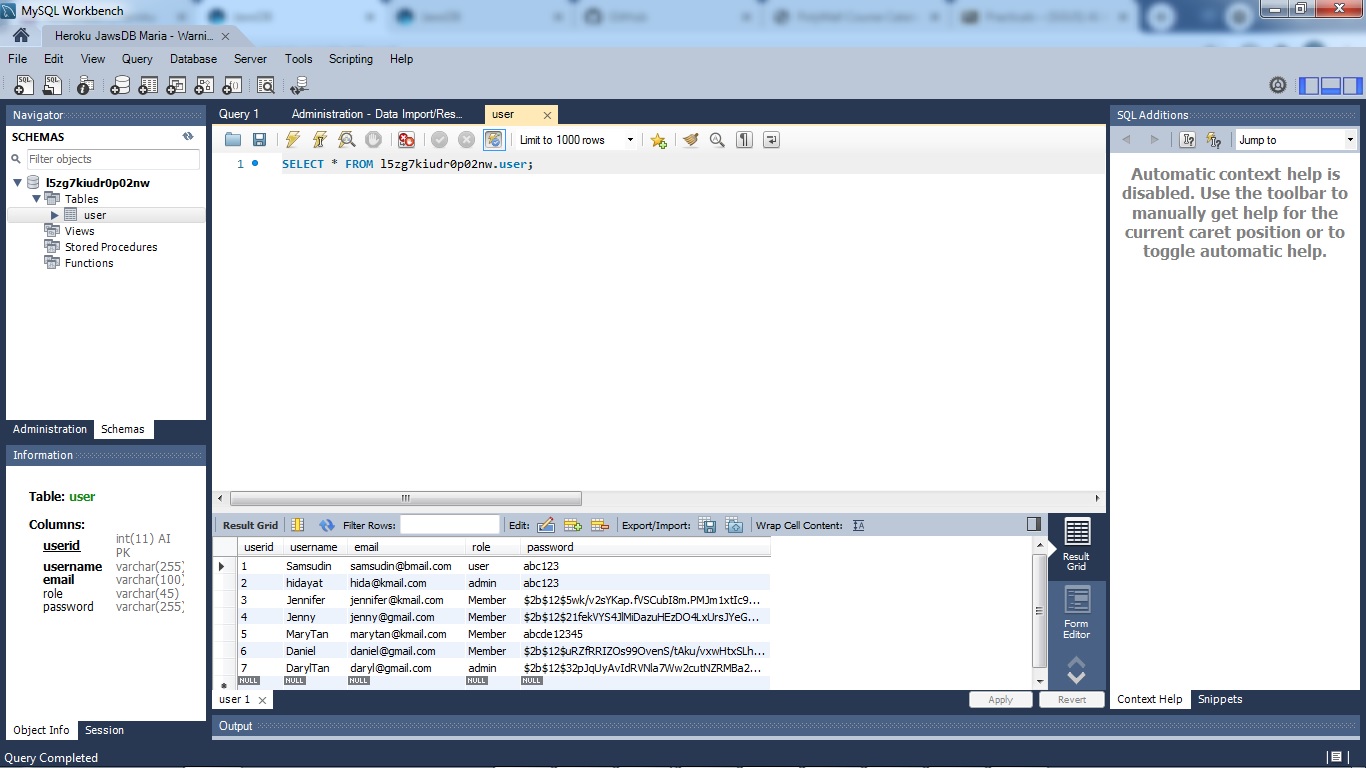 MySQL Workbench
Heroku JawsDB Maria - Warni...
File Edit View Query Database Server Tools Scripting Help
Navigator
SCHEMAS
Filter objects
l5zg7kiudr0p02nw
Tables
user
Views
Stored Procedures
Functions
Administration Schemas
Information
Table: user
Columns:
userid int(11) AI PK
username varchar(255)
email varchar(100)
role varchar(45)
password varchar(255)
Object Info Session
Query 1 Administration - Data Import/Res... user
Limit to 1000 rows
1 SELECT * FROM l5zg7kiudr0p02nw.user;
Result Grid Filter Rows: Edit: Export/Import: Wrap Cell Content:
userid username email role password
1 Samsudin samsudin@bmail.com user abc123
2 hidayat hida@kmail.com admin abc123
3 Jennifer jennifer@kmail.com Member $2b$12$5wk/v2sYKap.fVSCubI8m.PMJm1xtIc9...
4 Jenny jenny@gmail.com Member $2b$12$21fekVYS4JlMiDazuHEzDO4LxUrsJYeG...
5 MaryTan marytan@kmail.com Member abcde12345
6 Daniel daniel@gmail.com Member $2b$12$uRZfRRIZOs99OvenS/tAku/vxwHtxSLh...
7 DarylTan daryl@gmail.com admin $2b$12$32pJqUyAvIdRVNla7Ww2cutNZRMBa2...
NULL NULL NULL NULL NULL
Result Grid
Form Editor
user 1
Apply Revert
Output
SQL Additions
Jump to
Automatic context help is
disabled. Use the toolbar to
manually get help for the
current caret position or to
toggle automatic help.
Context Help Snippets
Query Completed